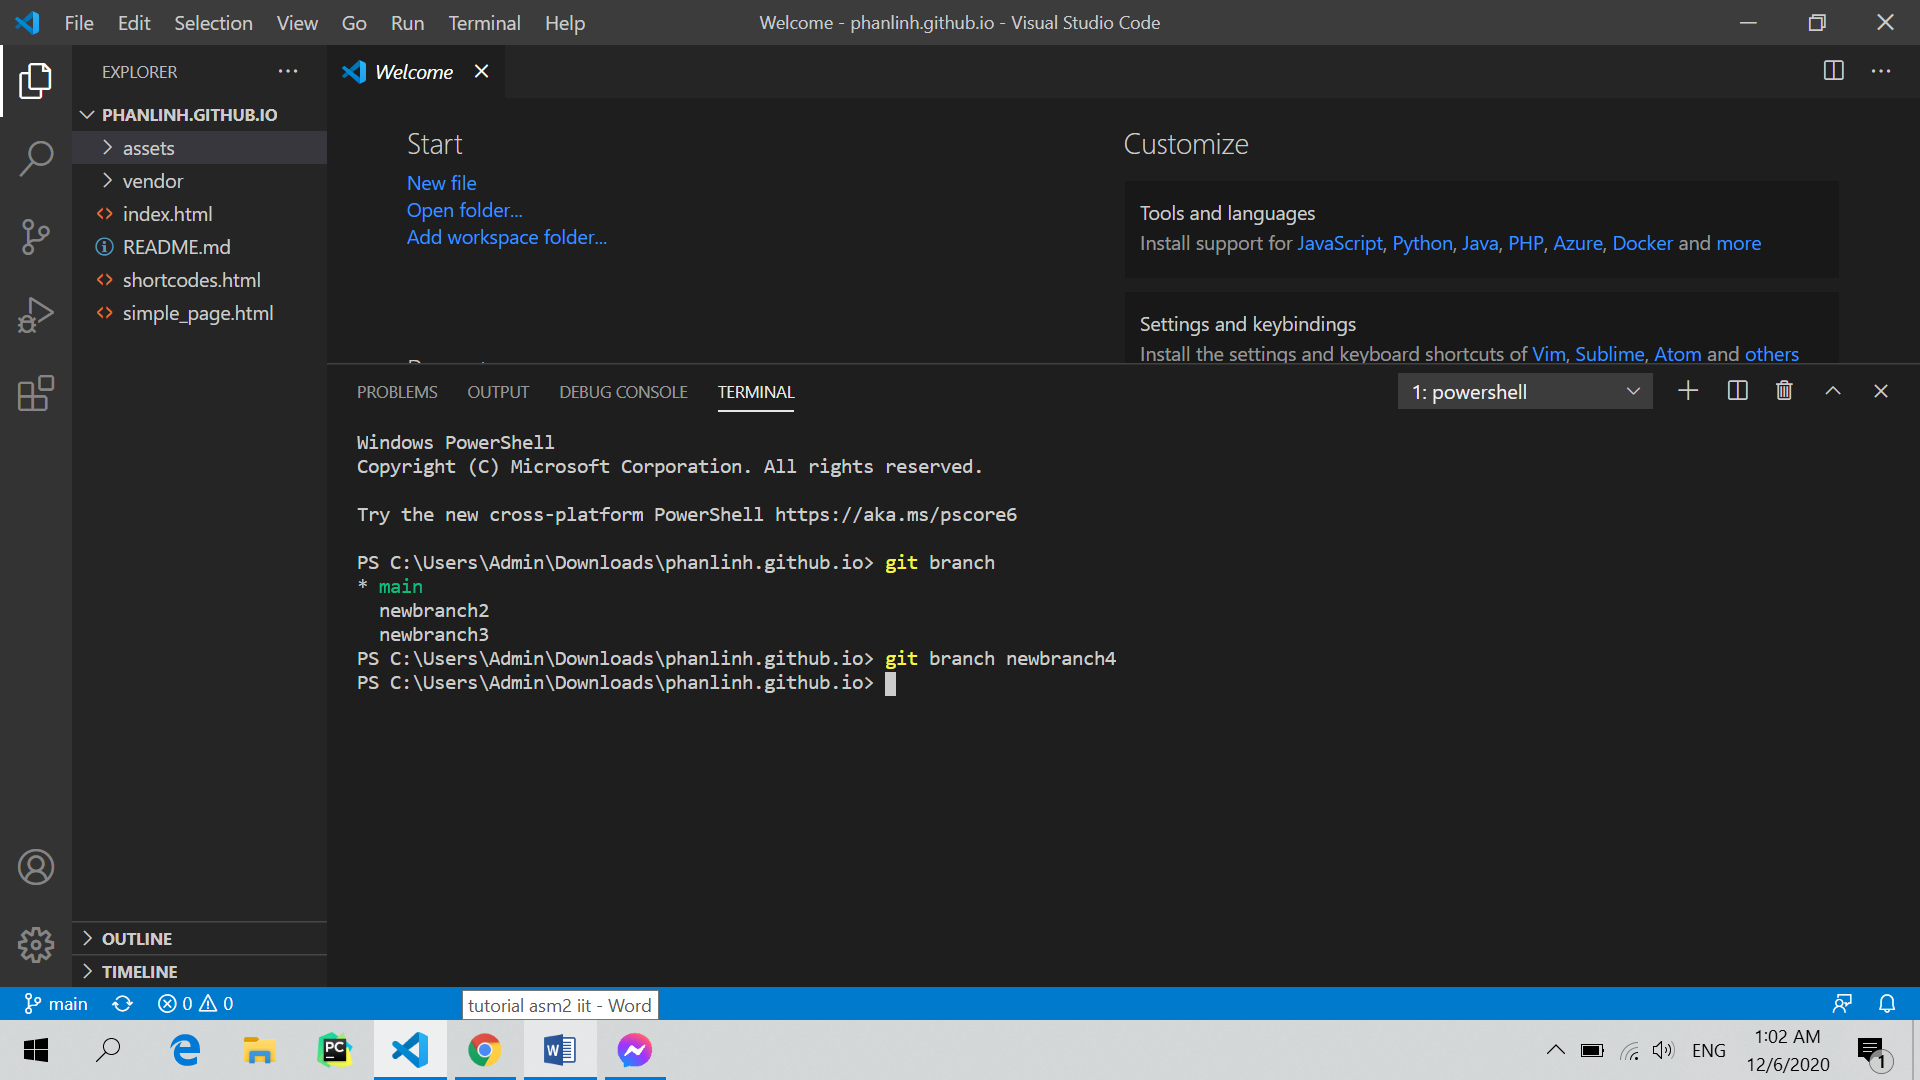 File Edit Selection View Go Run Terminal Help
Welcome - phanlinh.github.io - Visual Studio Code
EXPLORER
Welcome
PHANLINH.GITHUB.IO
assets
vendor
index.html
README.md
shortcodes.html
simple_page.html
OUTLINE
TIMELINE
Start
New file
Open folder...
Add workspace folder...
Customize
Tools and languages
Install support for JavaScript, Python, Java, PHP, Azure, Docker and more
Settings and keybindings
Install the settings and keyboard shortcuts of Vim, Sublime, Atom and others
PROBLEMS OUTPUT DEBUG CONSOLE TERMINAL
1: powershell
Windows PowerShell
Copyright (C) Microsoft Corporation. All rights reserved.
Try the new cross-platform PowerShell https://aka.ms/pscore6
PS C:\Users\Admin\Downloads\phanlinh.github.io> git branch
* main
newbranch2
newbranch3
PS C:\Users\Admin\Downloads\phanlinh.github.io> git branch newbranch4
PS C:\Users\Admin\Downloads\phanlinh.github.io>
main 0 0
tutorial asm2 iit - Word
PC
W
ENG
1:02 AM
12/6/2020
1